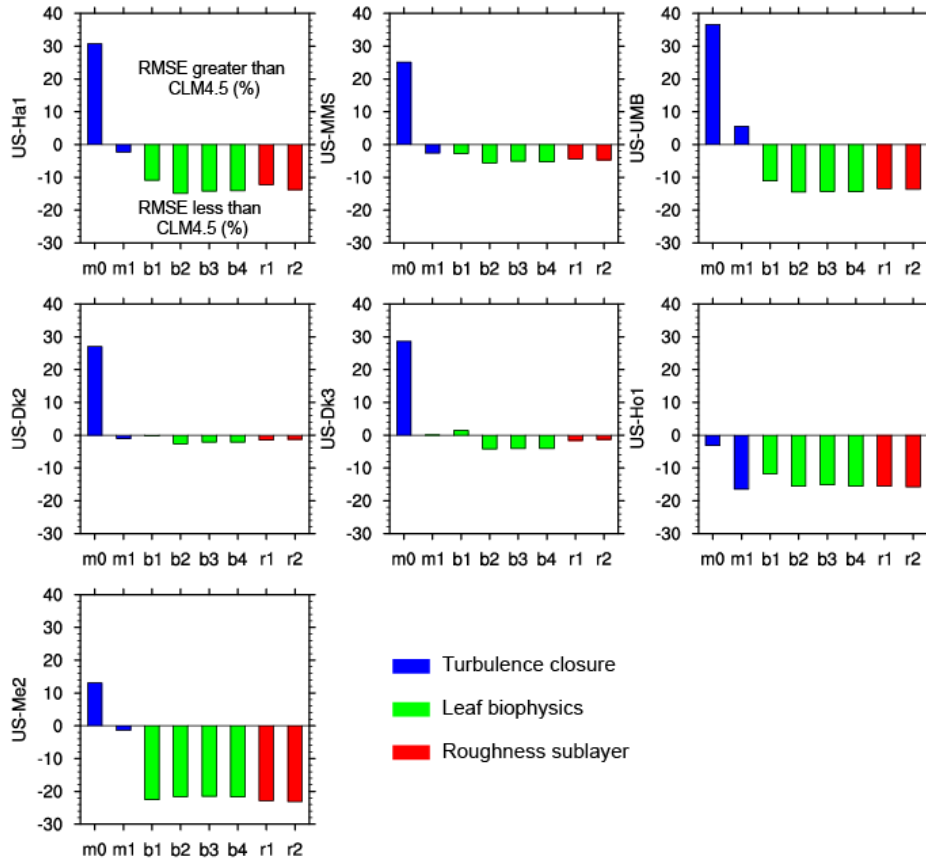 40
30
20
10
0
-10
-20
-30
US-Ha1
RMSE greater than
CLM4.5 (%)
RMSE less than
CLM4.5 (%)
m0 m1 b1 b2 b3 b4 r1 r2
40
30
20
10
0
-10
-20
-30
US-MMS
m0 m1 b1 b2 b3 b4 r1 r2
40
30
20
10
0
-10
-20
-30
US-UMB
m0 m1 b1 b2 b3 b4 r1 r2
40
30
20
10
0
-10
-20
-30
US-Dk2
m0 m1 b1 b2 b3 b4 r1 r2
40
30
20
10
0
-10
-20
-30
US-Dk3
m0 m1 b1 b2 b3 b4 r1 r2
40
30
20
10
0
-10
-20
-30
US-Ho1
m0 m1 b1 b2 b3 b4 r1 r2
40
30
20
10
0
-10
-20
-30
US-Me2
m0 m1 b1 b2 b3 b4 r1 r2
Turbulence closure
Leaf biophysics
Roughness sublayer